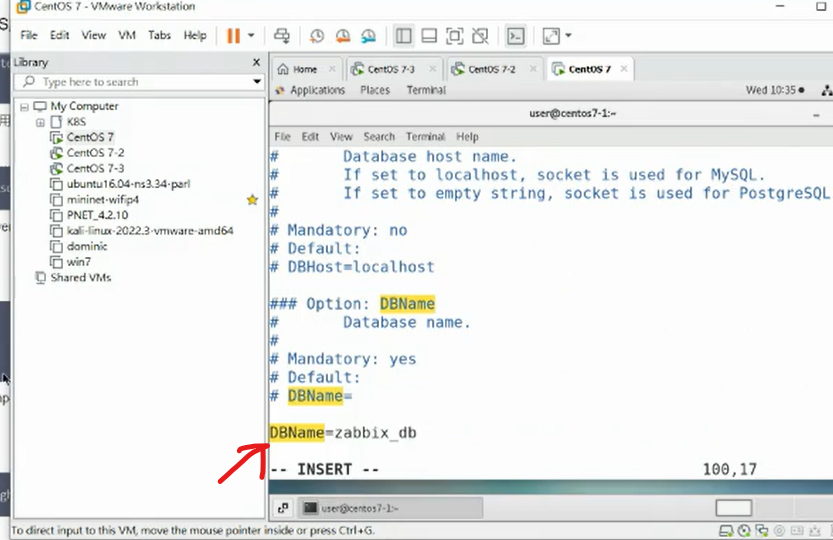 CentOS 7 - VMware Workstation
File Edit View VM Tabs Help
Library
Type here to search
My Computer
K8S
CentOS 7
CentOS 7-2
CentOS 7-3
ubuntu16.04-ns3.34-parl
mininet-wifip4
PNET_4.2.10
kali-linux-2022.3-vmware-amd64
dominic
win7
Shared VMs
Home CentOS 7-3 CentOS 7-2 CentOS 7
Applications Places Terminal Wed 10:35
user@centos7-1:~
File Edit View Search Terminal Help
# Database host name.
# If set to localhost, socket is used for MySQL.
# If set to empty string, socket is used for PostgreSQL
#
# Mandatory: no
# Default:
# DBHost=localhost
### Option: DBName
# Database name.
#
# Mandatory: yes
# Default:
# DBName=
DBName=zabbix_db
-- INSERT -- 100,17
user@centos7-1:~
To direct input to this VM, move the mouse pointer inside or press Ctrl+G.